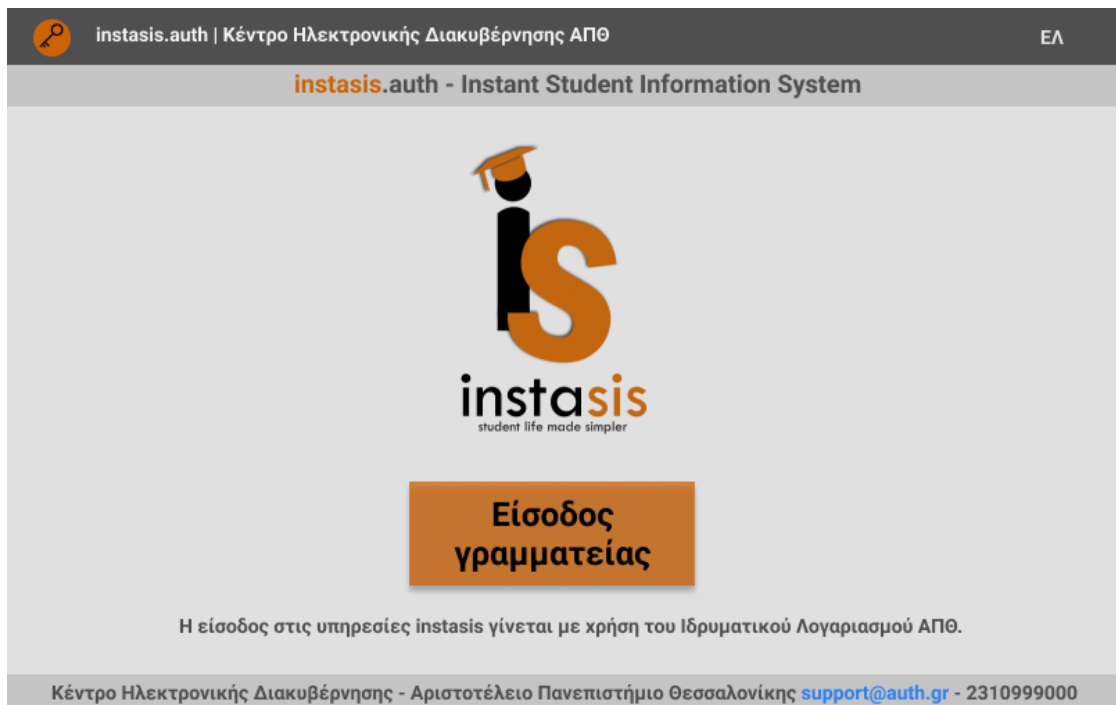 instasis.auth | Κέντρο Ηλεκτρονικής Διακυβέρνησης ΑΠΘ ΕΛ
instasis.auth - Instant Student Information System
is
instasis
student life made simpler
Είσοδος
γραμματείας
Η είσοδος στις υπηρεσίες instasis γίνεται με χρήση του Ιδρυματικού Λογαριασμού ΑΠΘ.
Κέντρο Ηλεκτρονικής Διακυβέρνησης - Αριστοτέλειο Πανεπιστήμιο Θεσσαλονίκης support@auth.gr - 2310999000